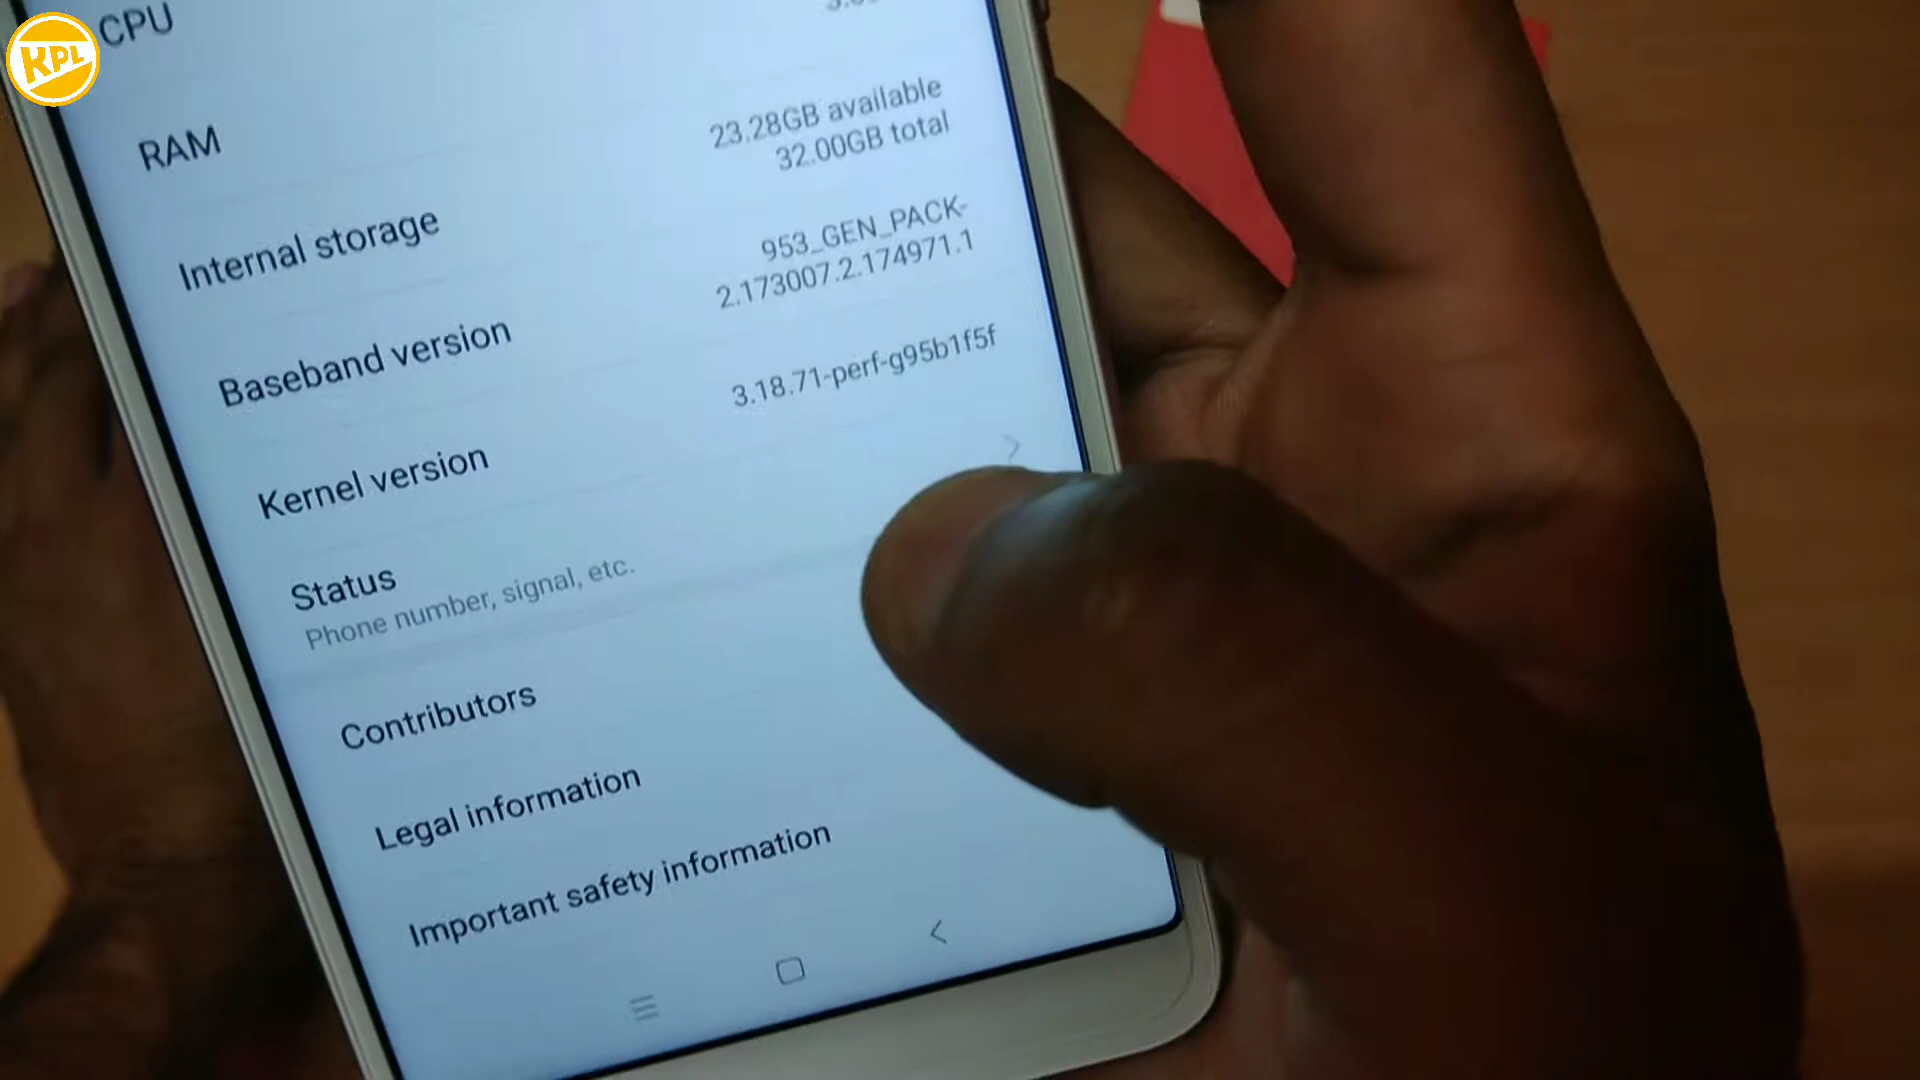 KPL
CPU
RAM
23.28GB available
32.00GB total
Internal storage
953_GEN_PACK-
2.173007.2.174971.1
Baseband version
3.18.71-perf-g95b1f5f
Kernel version
Status
Phone number, signal, etc.
Contributors
Legal information
Important safety information